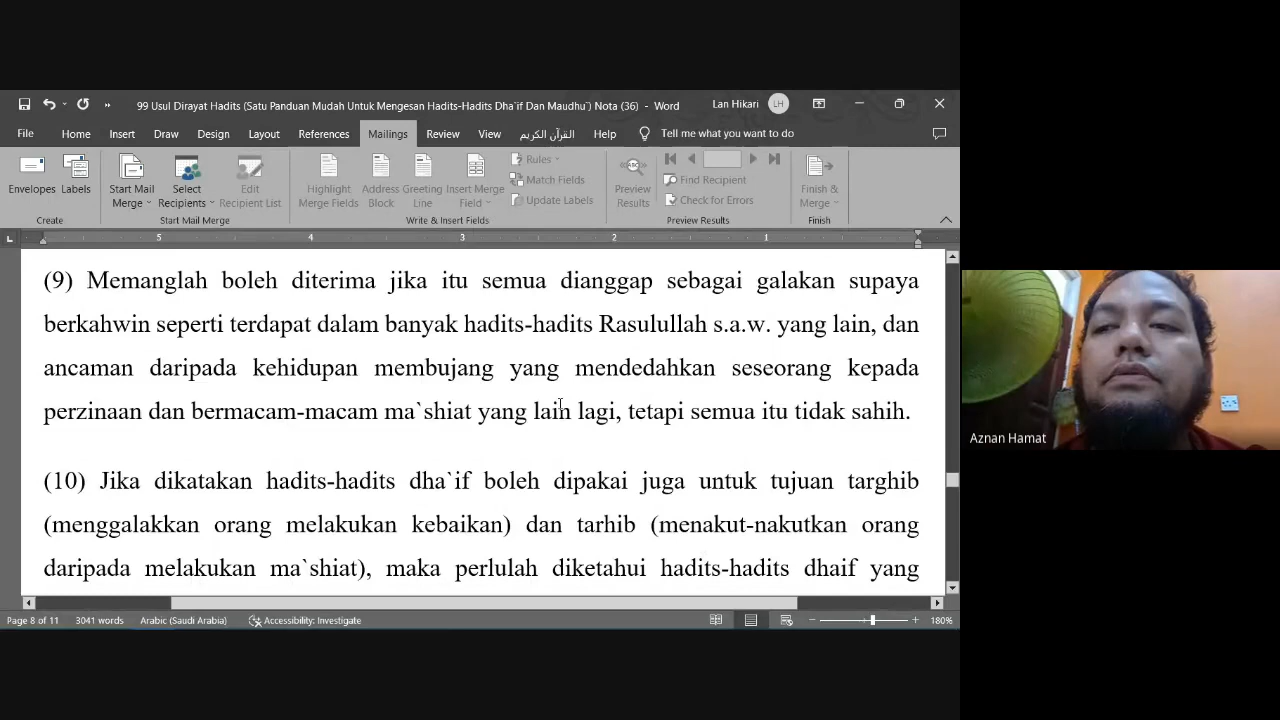 99 Usul Dirayat Hadits (Satu Panduan Mudah Untuk Mengesan Hadits-Hadits Dha`if Dan Maudhu`) Nota (36) - Word
Lan Hikari
LH
File Home Insert Draw Design Layout References Mailings Review View القرآن الكريم Help Tell me what you want to do
Envelopes
Labels
Create
Start Mail Merge
Select Recipients
Edit Recipient List
Start Mail Merge
Highlight Merge Fields
Address Block
Greeting Line
Insert Merge Field
Rules
Match Fields
Update Labels
Write & Insert Fields
ABC
Preview Results
Find Recipient
Check for Errors
Preview Results
Finish & Merge
Finish
L
5 4 3 2 1
(9) Memanglah boleh diterima jika itu semua dianggap sebagai galakan supaya
berkahwin seperti terdapat dalam banyak hadits-hadits Rasulullah s.a.w. yang lain, dan
ancaman daripada kehidupan membujang yang mendedahkan seseorang kepada
perzinaan dan bermacam-macam ma`shiat yang lain lagi, tetapi semua itu tidak sahih.
(10) Jika dikatakan hadits-hadits dha`if boleh dipakai juga untuk tujuan targhib
(menggalakkan orang melakukan kebaikan) dan tarhib (menakut-nakutkan orang
daripada melakukan ma`shiat), maka perlulah diketahui hadits-hadits dhaif yang
Page 8 of 11 3041 words Arabic (Saudi Arabia) Accessibility: Investigate 180%
Aznan Hamat